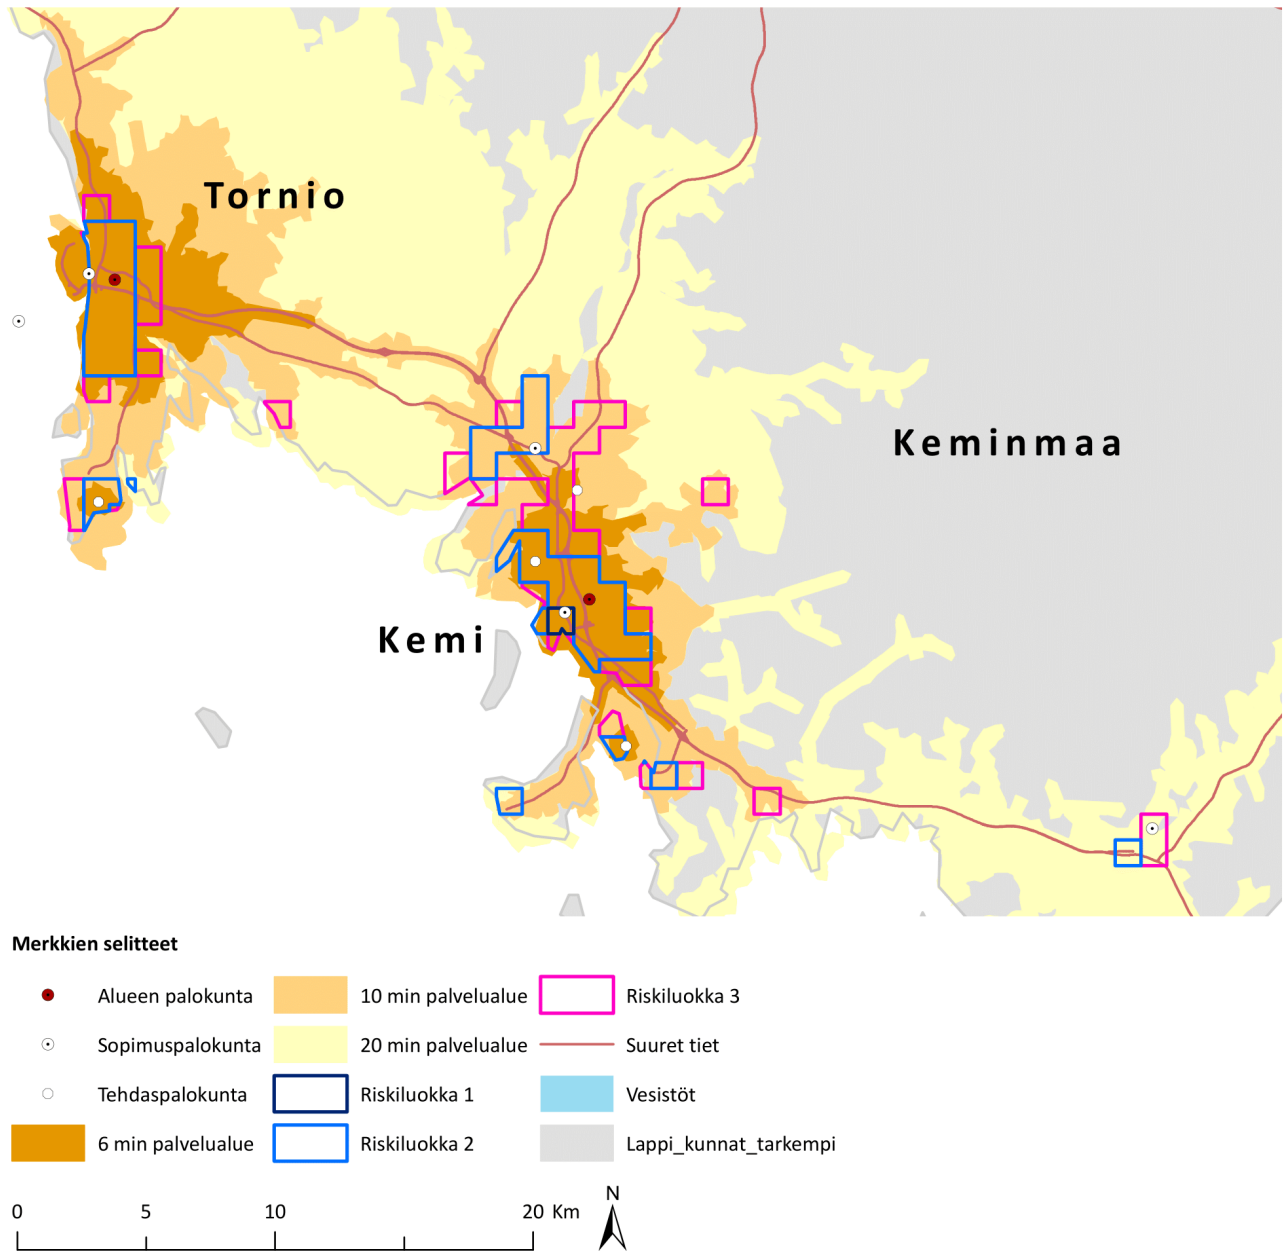 Tornio
Keminmaa
Kemi
Merkkien selitteet
Alueen palokunta
10 min palvelualue
Riskiluokka 3
Sopimuspalokunta
20 min palvelualue
Suuret tiet
Tehdaspalokunta
Riskiluokka 1
Vesistöt
6 min palvelualue
Riskiluokka 2
Lappi_kunnat_tarkempi
0 5 10 20 Km
N